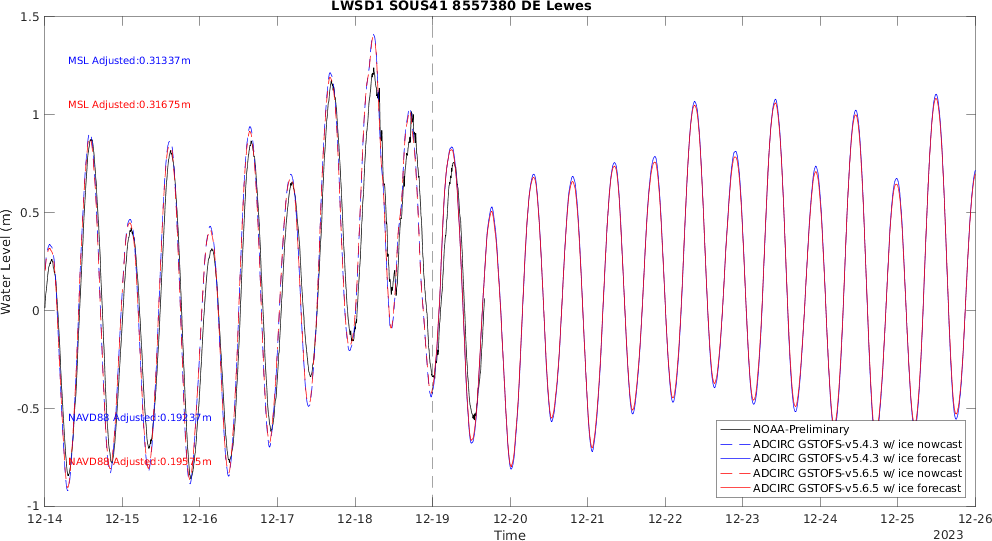 LWSD1 SOUS41 8557380 DE Lewes
Water Level (m)
1.5
1
0.5
0
-0.5
-1
MSL Adjusted:0.31337m
MSL Adjusted:0.31675m
NAVD88 Adjusted:0.19237m
NAVD88 Adjusted:0.19575m
NOAA-Preliminary
ADCIRC GSTOFS-v5.4.3 w/ ice nowcast
ADCIRC GSTOFS-v5.4.3 w/ ice forecast
ADCIRC GSTOFS-v5.6.5 w/ ice nowcast
ADCIRC GSTOFS-v5.6.5 w/ ice forecast
12-14 12-15 12-16 12-17 12-18 12-19 12-20 12-21 12-22 12-23 12-24 12-25 12-26
Time
2023